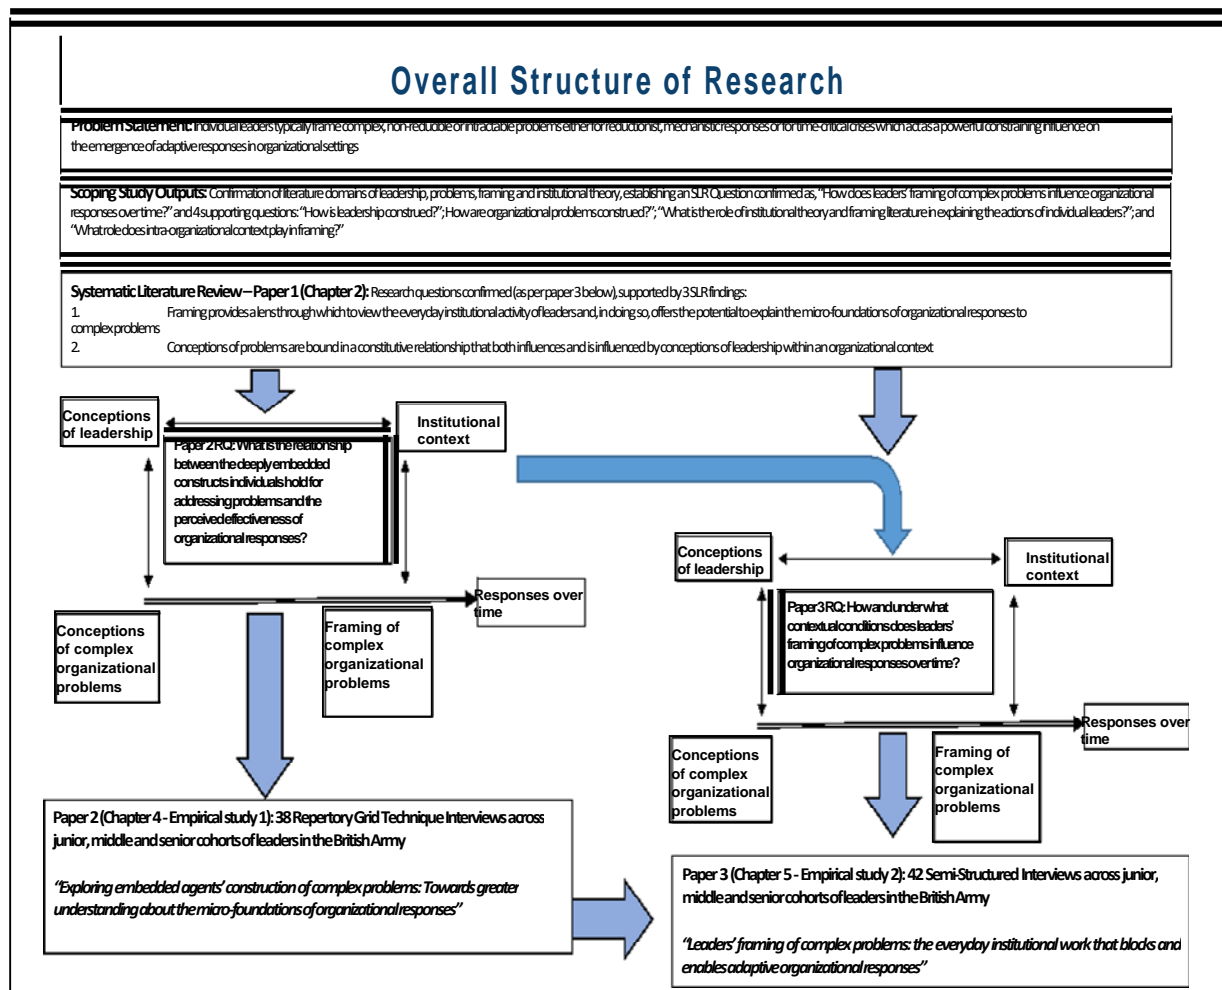 Overall Structure of Research
Problem Statement: Individual leaders typically frame complex, non-reducible or intractable problems either for reductionist, mechanistic responses or for time-critical crises which act as a powerful constraining influence on
the emergence of adaptive responses in organizational settings
Scoping Study Outputs: Confirmation of literature domains of leadership, problems, framing and institutional theory, establishing an SLR Question confirmed as, “How does leaders’ framing of complex problems influence organizational
responses over time?” and 4 supporting questions: “How is leadership construed?”; How are organizational problems construed?”; “What is the role of institutional theory and framing literature in explaining the actions of individual leaders?”; and
“What role does intra-organizational context play in framing?”
Systematic Literature Review – Paper 1 (Chapter 2): Research questions confirmed (as per paper 3 below), supported by 3 SLR findings:
1. Framing provides a lens through which to view the everyday institutional activity of leaders and, in doing so, offers the potential to explain the micro-foundations of organizational responses to
complex problems
2. Conceptions of problems are bound in a constitutive relationship that both influences and is influenced by conceptions of leadership within an organizational context
Conceptions
of leadership
Institutional
context
Paper 2 RQ: What is the relationship
between the deeply embedded
constructs individuals hold for
addressing problems and the
perceived effectiveness of
organizational responses?
Responses over
time
Conceptions
of complex
organizational
problems
Framing of
complex
organizational
problems
Conceptions
of leadership
Institutional
context
Paper 3 RQ: How and under what
contextual conditions does leaders’
framing of complex problems influence
organizational responses over time?
Responses over
time
Conceptions
of complex
organizational
problems
Framing of
complex
organizational
problems
Paper 2 (Chapter 4 - Empirical study 1): 38 Repertory Grid Technique Interviews across
junior, middle and senior cohorts of leaders in the British Army
“Exploring embedded agents’ construction of complex problems: Towards greater
understanding about the micro-foundations of organizational responses”
Paper 3 (Chapter 5 - Empirical study 2): 42 Semi-Structured Interviews across junior,
middle and senior cohorts of leaders in the British Army
“Leaders’ framing of complex problems: the everyday institutional work that blocks and
enables adaptive organizational responses”